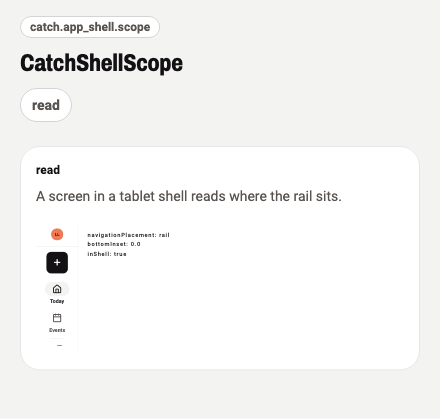 catch.app_shell.scope
CatchShellScope
read
read
A screen in a tablet shell reads where the rail sits.
navigationPlacement: rail
bottomInset: 0.0
inShell: true
+
Today
Events